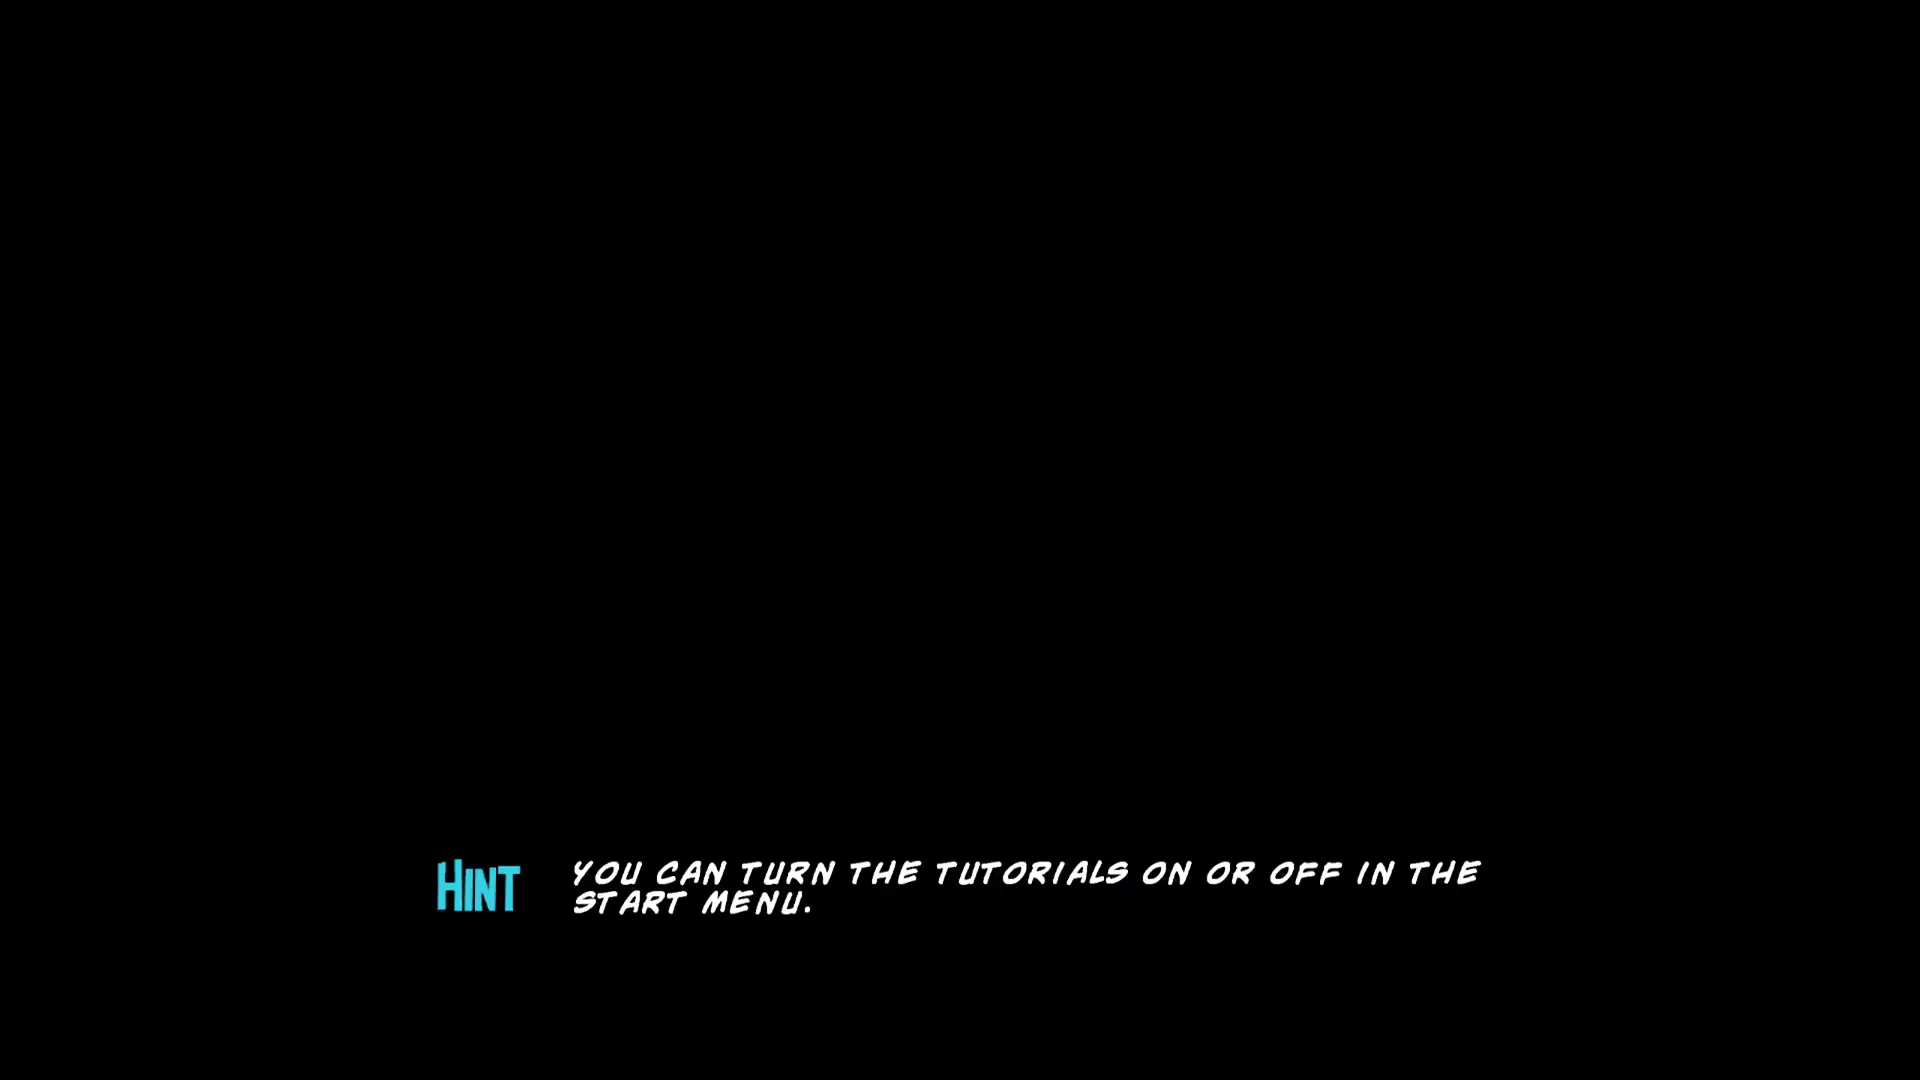 HINT
YOU CAN TURN THE TUTORIALS ON OR OFF IN THE
START MENU.